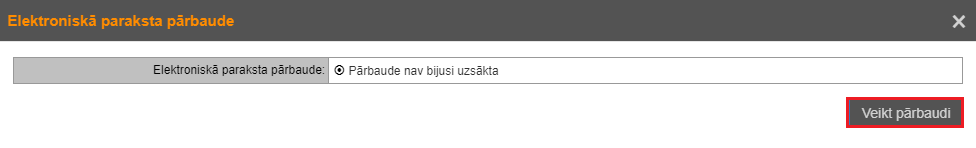 Elektroniskā paraksta pārbaude
Elektroniskā paraksta pārbaude: Pārbaude nav bijusi uzsākta
Veikt pārbaudi